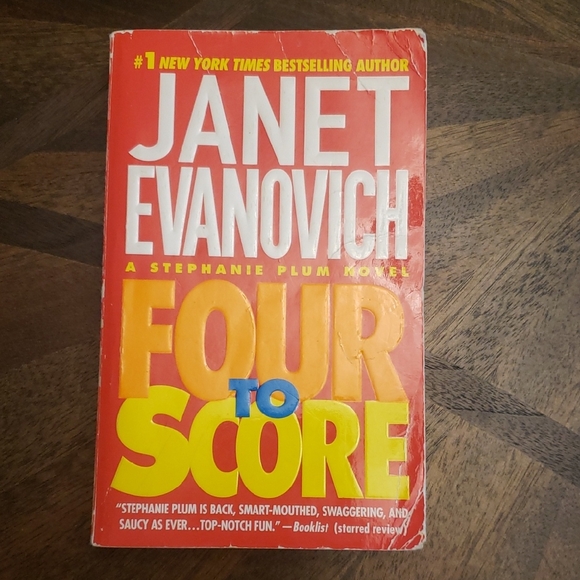 #1 NEW YORK TIMES BESTSELLING AUTHOR
JANET
EVANOVICH
A STEPHANIE PLUM NOVEL
FOUR
TO
SCORE
“STEPHANIE PLUM IS BACK, SMART-MOUTHED, SWAGGERING, AND
SAUCY AS EVER...TOP-NOTCH FUN.” —Booklist (starred review)